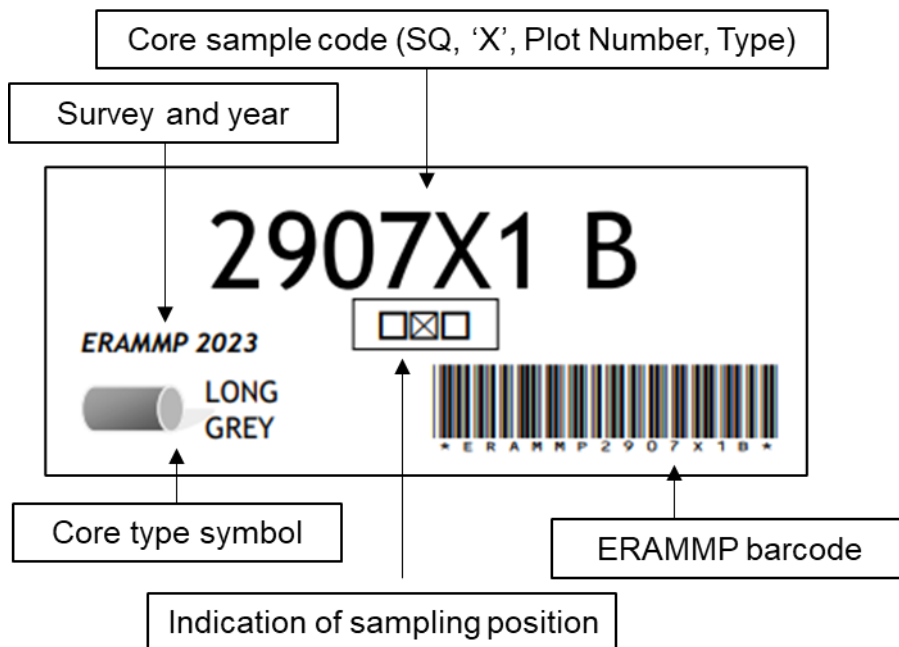 Core sample code (SQ, ‘X’, Plot Number, Type)
Survey and year
2907X1 B
ERAMMP 2023
LONG
GREY
*ERAMMP2907X1B*
Core type symbol
ERAMMP barcode
Indication of sampling position